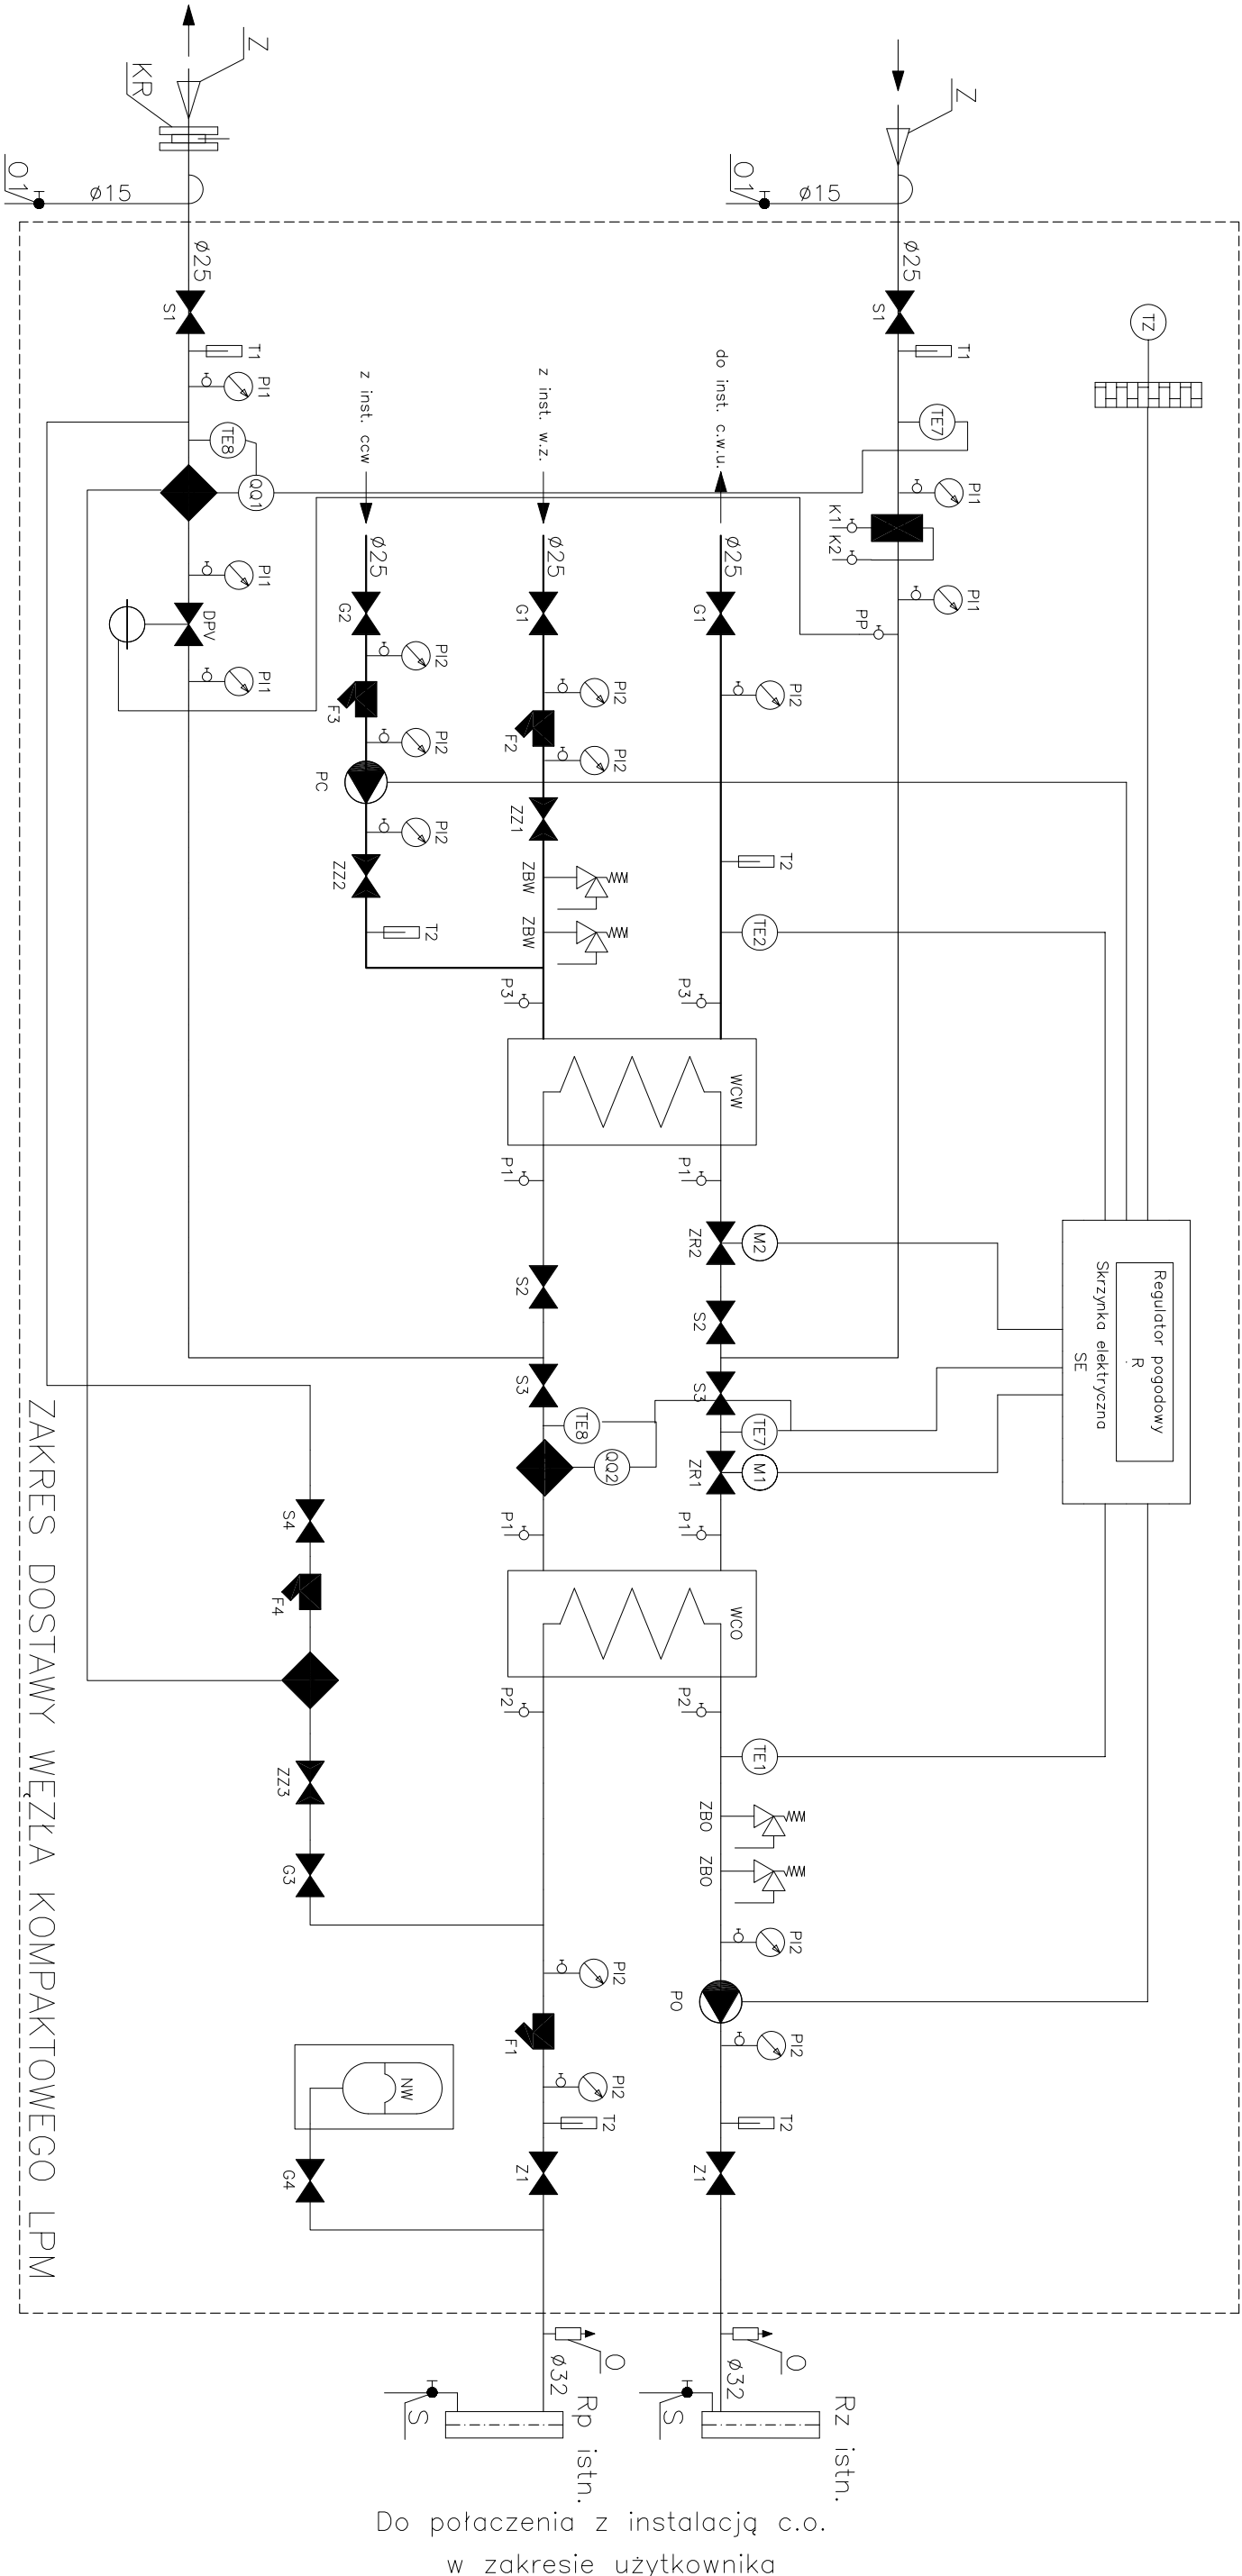 Z
Z
KR
O1
ø15
O1
ø15
ø25
ø25
S1
S1
TZ
T1
T1
PI1
z inst. ccw
z inst. w.z.
do inst. c.w.u.
TE8
TE7
QQ1
PI1
K1
K2
ø25
ø25
ø25
PI1
PI1
DPV
G2
G1
G1
PP
PI2
PI1
PI2
PI2
F3
F2
PI2
PI2
PC
ZZ1
PI2
T2
ZZ2
ZBW
ZBW
T2
TE2
P3
P3
WCW
P1
P1
ZR2
M2
S2
S2
Regulator pogodowy
R
Skrzynka elektryczna
SE
S3
S3
TE8
TE7
QQ2
ZR1
M1
S4
P1
P1
F4
WCO
P2
P2
TE1
ZZ3
ZBO
ZBO
G3
PI2
PI2
PO
F1
PI2
PI2
NW
T2
T2
G4
Z1
Z1
ZAKRES DOSTAWY WĘZŁA KOMPAKTOWEGO LPM
O
O
ø32
ø32
S
S
Rp istn.
Rz istn.
Do połaczenia z instalacją c.o.
w zakresie użytkownika